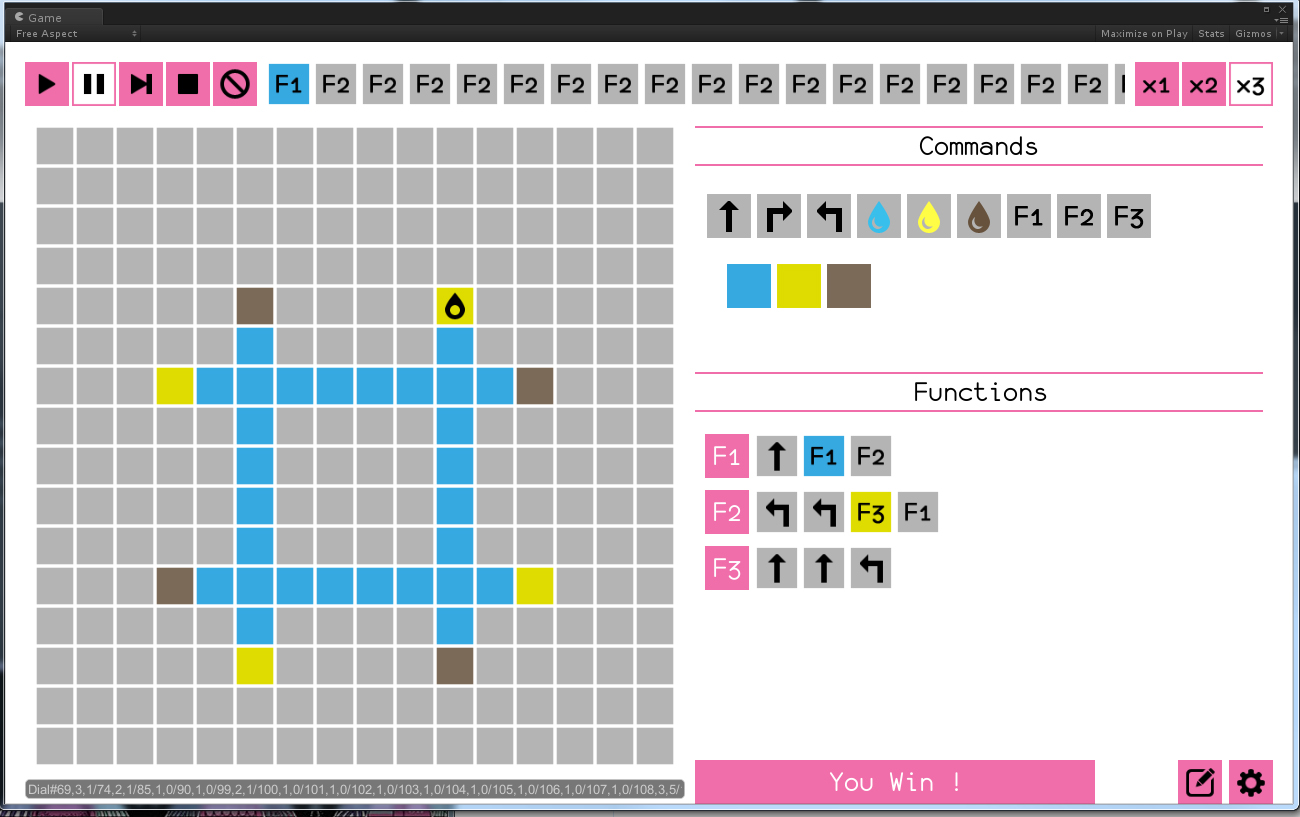 Game
Free Aspect
Maximize on Play Stats Gizmos
F1 F2 F2 F2 F2 F2 F2 F2 F2 F2 F2 F2 F2 F2 F2 F2 F2 F2 x1 x2 x3
Commands
F1 F2 F3
Functions
F1 F1 F2
F2 F3 F1
F3
You Win !
Dial#69,3,1/74,2,1/85,1,0/90,1,0/99,2,1/100,1,0/101,1,0/102,1,0/103,1,0/104,1,0/105,1,0/106,1,0/107,1,0/108,3,5/